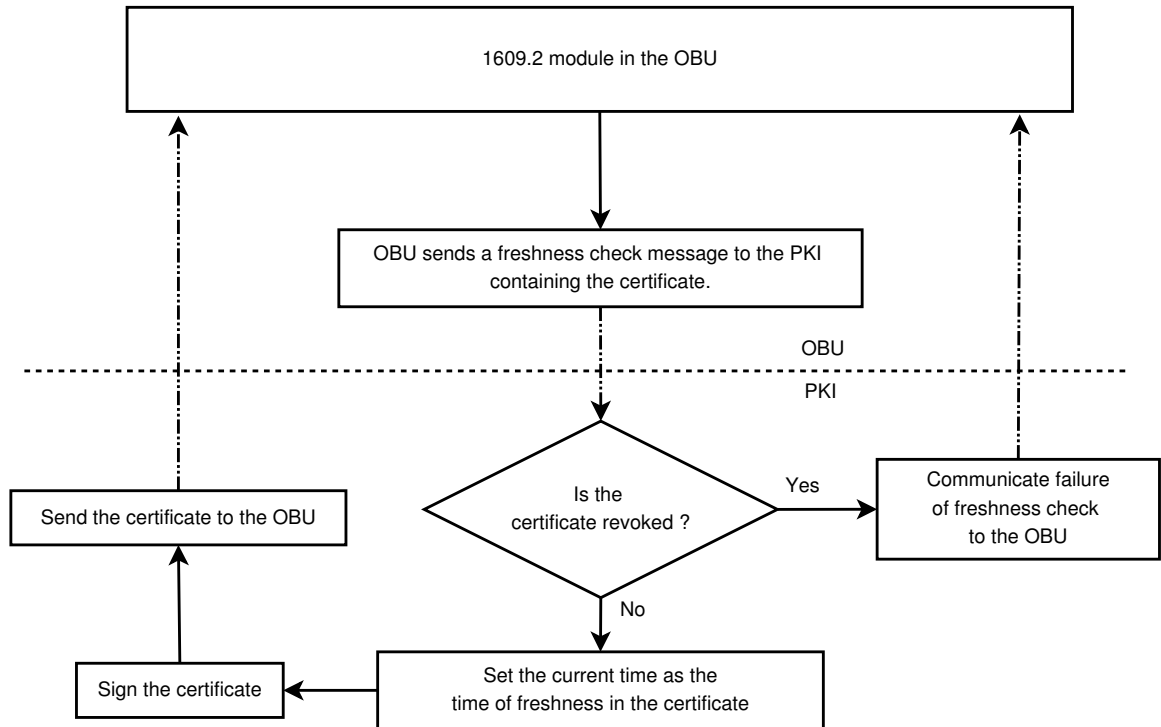 1609.2 module in the OBU
OBU sends a freshness check message to the PKI
containing the certificate.
OBU
PKI
Is the
certificate revoked ?
Yes
Communicate failure
of freshness check
to the OBU
Send the certificate to the OBU
No
Set the current time as the
time of freshness in the certificate
Sign the certificate